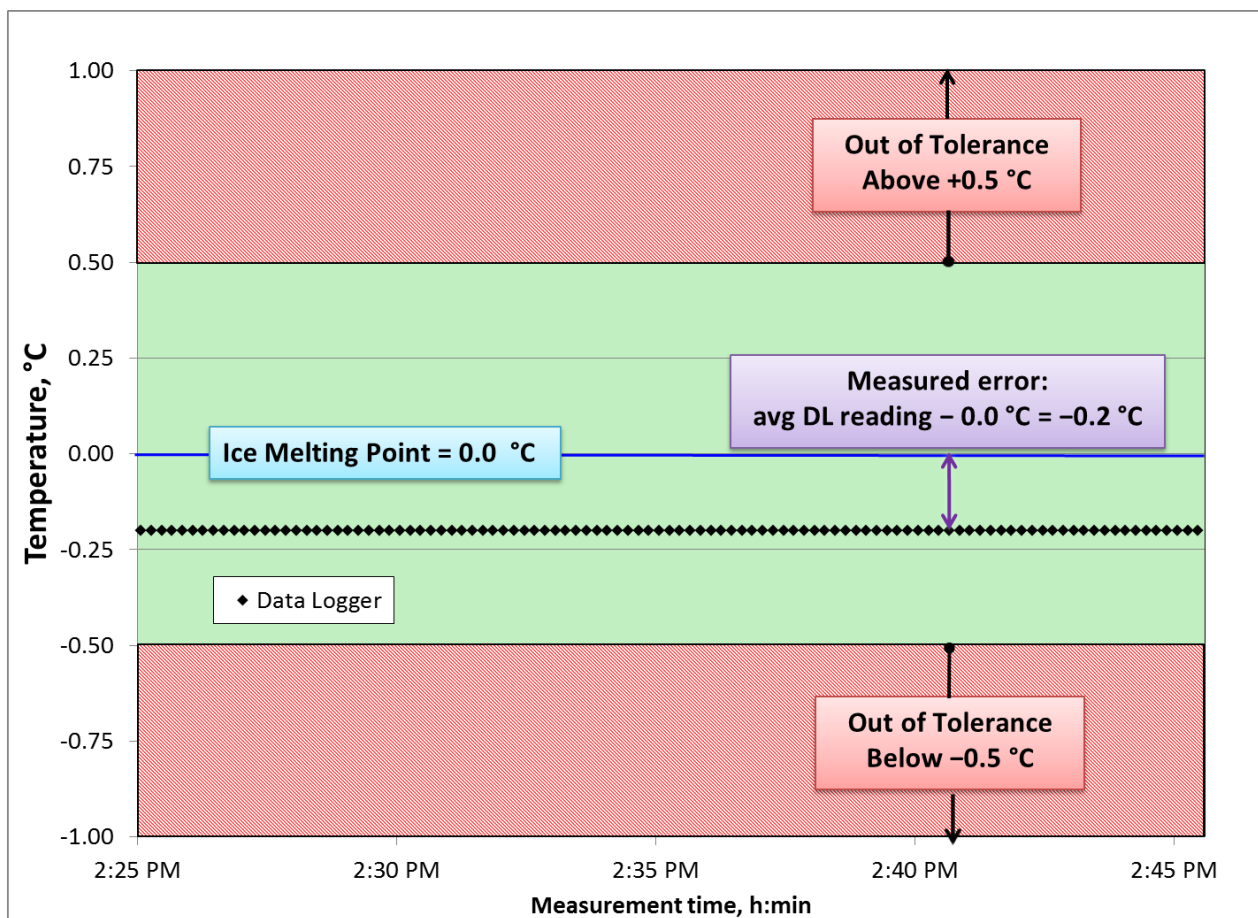 1.00
0.75
0.50
0.25
0.00
-0.25
-0.50
-0.75
-1.00
Temperature, °C
Out of Tolerance
Above +0.5 °C
Measured error:
avg DL reading − 0.0 °C = −0.2 °C
Ice Melting Point = 0.0 °C
Data Logger
Out of Tolerance
Below −0.5 °C
2:25 PM 2:30 PM 2:35 PM 2:40 PM 2:45 PM
Measurement time, h:min